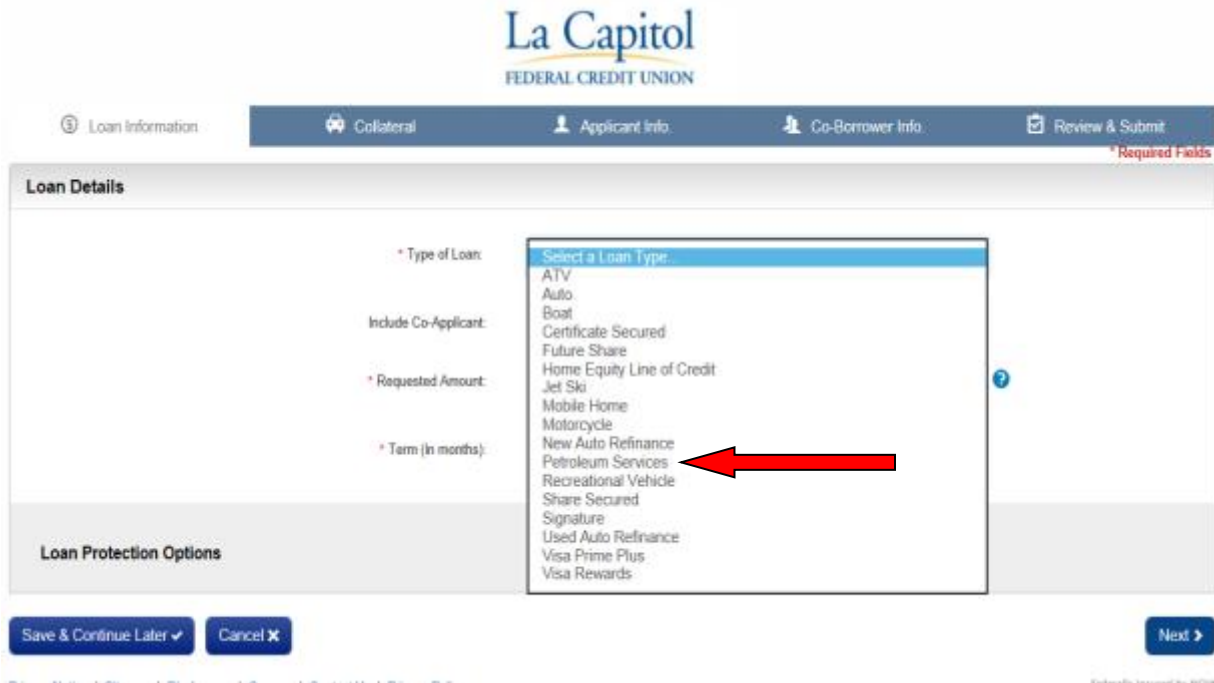 La Capitol
FEDERAL CREDIT UNION
Loan Information
Collateral
Applicant Info.
Co-Borrower Info.
Review & Submit
* Required Fields
Loan Details
* Type of Loan:
Select a Loan Type...
ATV
Auto
Boat
Certificate Secured
Future Share
Home Equity Line of Credit
Jet Ski
Mobile Home
Motorcycle
New Auto Refinance
Petroleum Services
Recreational Vehicle
Share Secured
Signature
Used Auto Refinance
Visa Prime Plus
Visa Rewards
Include Co-Applicant:
* Requested Amount:
?
* Term (in months):
Loan Protection Options
Save & Continue Later
Cancel
Next